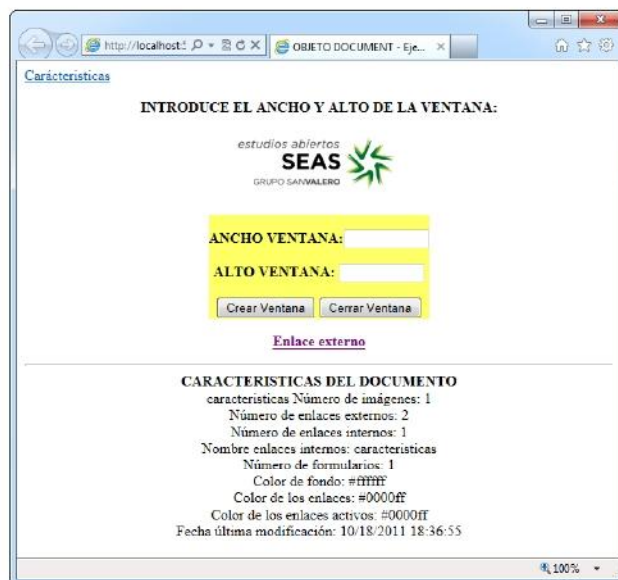 http://localhost:
OBJETO DOCUMENT - Eje...
Carácteristicas
INTRODUCE EL ANCHO Y ALTO DE LA VENTANA:
estudios abiertos
SEAS
GRUPO SANVALERO
ANCHO VENTANA:
ALTO VENTANA:
Crear Ventana Cerrar Ventana
Enlace externo
CARACTERISTICAS DEL DOCUMENTO
caracteristicas Número de imágenes: 1
Número de enlaces externos: 2
Número de enlaces internos: 1
Nombre enlaces internos: caracteristicas
Número de formularios: 1
Color de fondo: #ffffff
Color de los enlaces: #0000ff
Color de los enlaces activos: #0000ff
Fecha última modificación: 10/18/2011 18:36:55
100%